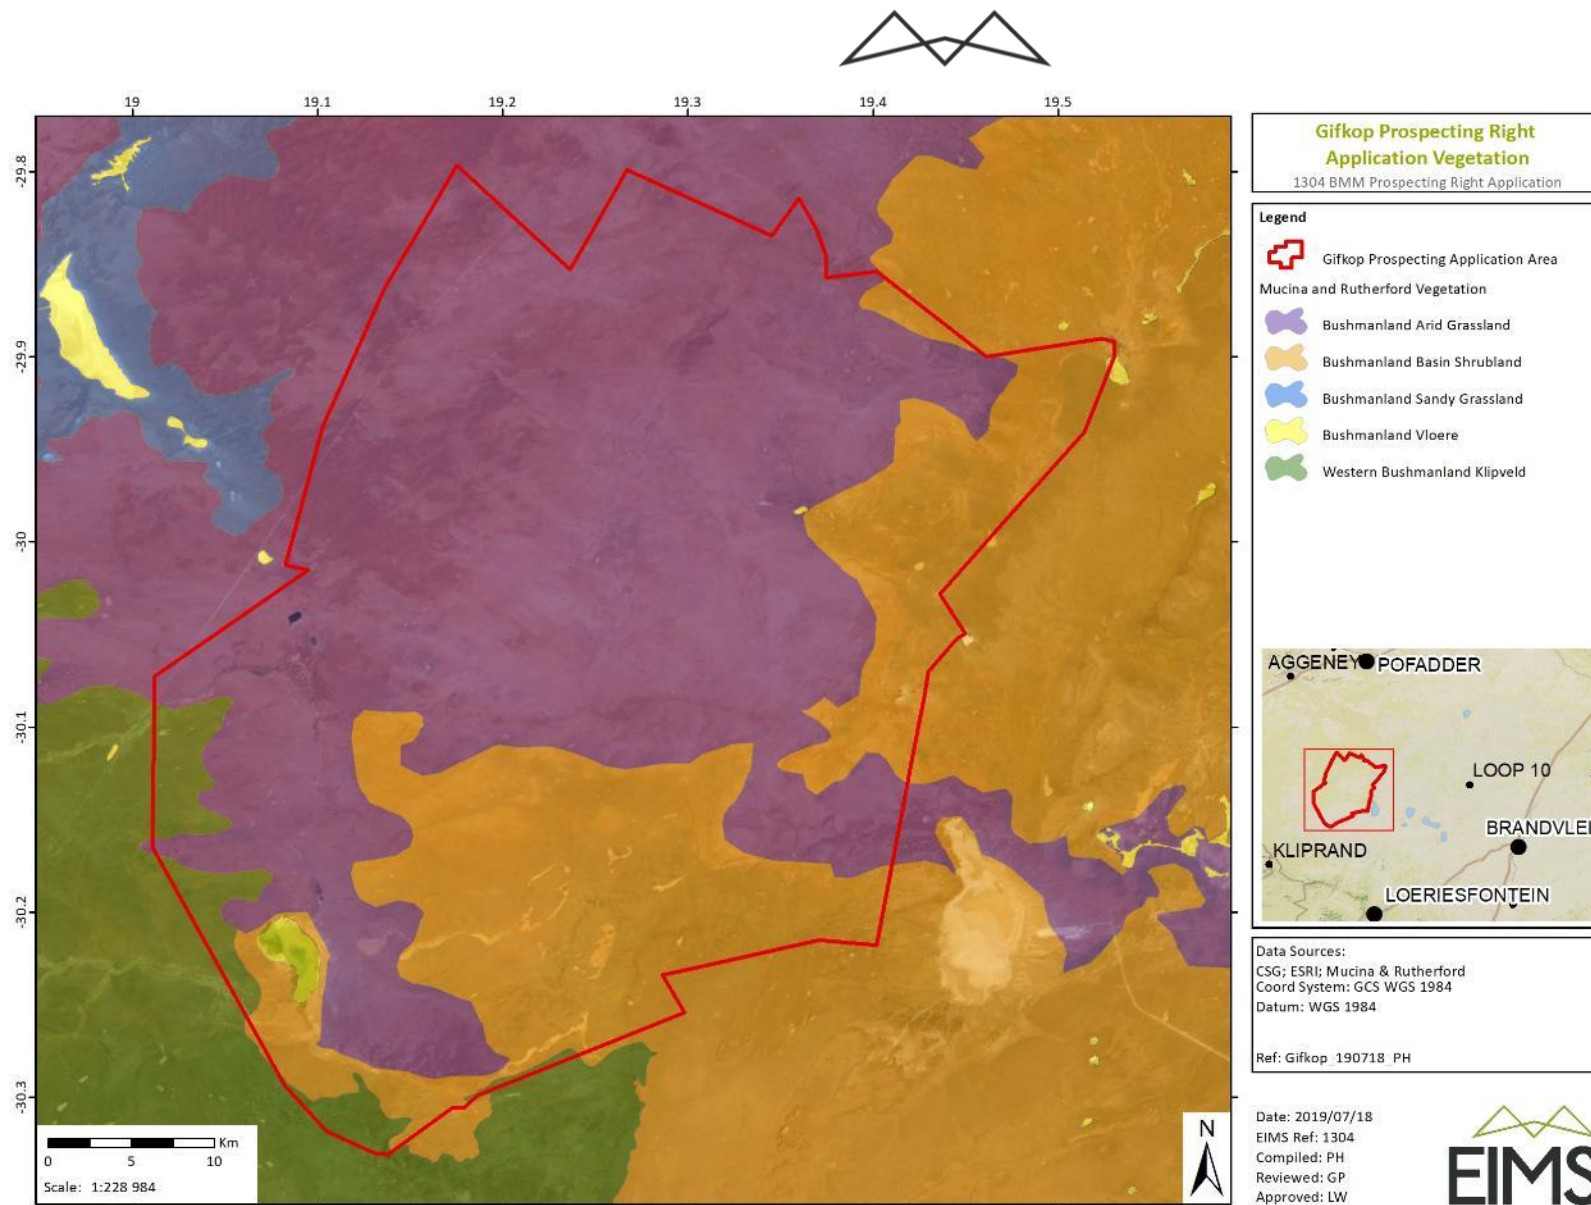 19 19.1 19.2 19.3 19.4 19.5
-29.8
-29.9
-30
-30.1
-30.2
-30.3
Km
0 5 10
Scale: 1:228 984
N
Gifkop Prospecting Right
Application Vegetation
1304 BMM Prospecting Right Application
Legend
Gifkop Prospecting Application Area
Mucina and Rutherford Vegetation
Bushmanland Arid Grassland
Bushmanland Basin Shrubland
Bushmanland Sandy Grassland
Bushmanland Vloere
Western Bushmanland Klipveld
AGGENEY POFADDER
LOOP 10
BRANDVLEI
KLIPRAND
LOERIESFONTEIN
Data Sources:
CSG; ESRI; Mucina & Rutherford
Coord System: GCS WGS 1984
Datum: WGS 1984
Ref: Gifkop_190718_PH
Date: 2019/07/18
EIMS Ref: 1304
Compiled: PH
Reviewed: GP
Approved: LW
EIMS